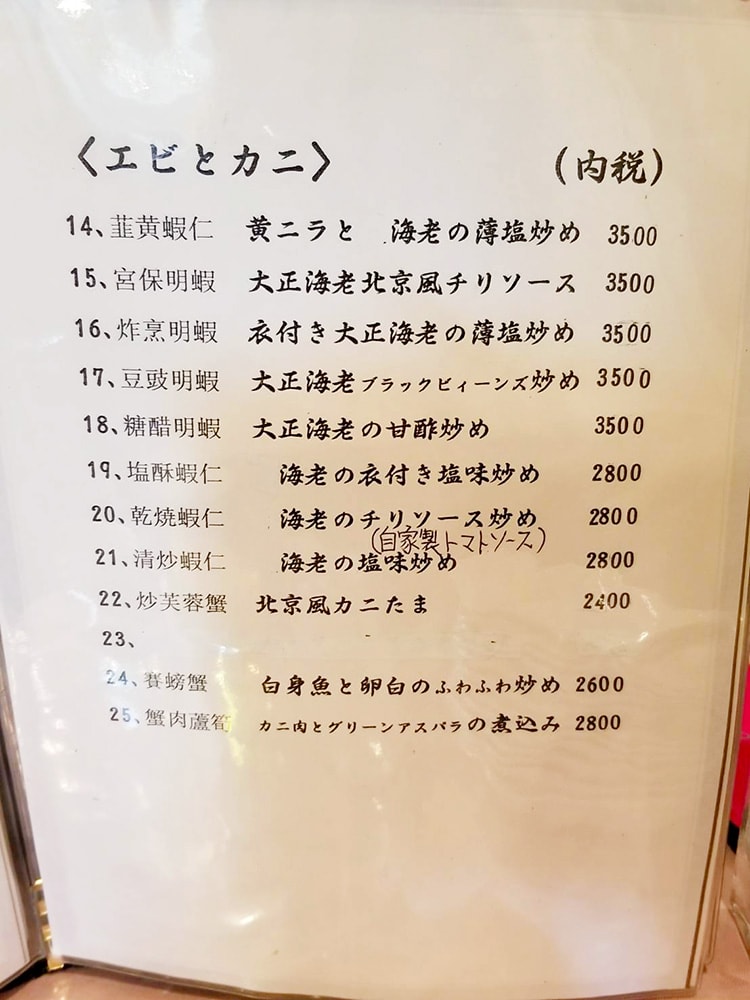 〈エビとカニ〉 (内税)
14、韮黄蝦仁 黄ニラと 海老の薄塩炒め 3500
15、宮保明蝦 大正海老北京風チリソース 3500
16、炸烹明蝦 衣付き大正海老の薄塩炒め 3500
17、豆豉明蝦 大正海老ブラックビィーンズ炒め 3500
18、糖醋明蝦 大正海老の甘酢炒め 3500
19、塩酥蝦仁 海老の衣付き塩味炒め 2800
20、乾焼蝦仁 海老のチリソース炒め 2800
(自家製トマトソース)
21、清炒蝦仁 海老の塩味炒め 2800
22、炒芙蓉蟹 北京風カニたま 2400
23、
24、賽螃蟹 白身魚と卵白のふわふわ炒め 2600
25、蟹肉蘆筍 カニ肉とグリーンアスパラの煮込み 2800